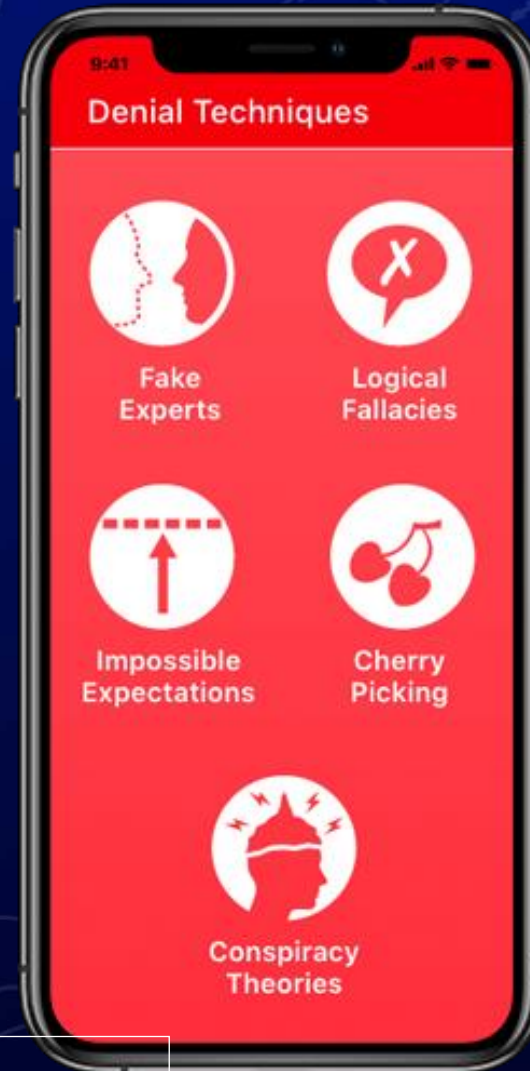 9:41
Denial Techniques
Fake
Experts
Logical
Fallacies
Impossible
Expectations
Cherry
Picking
Conspiracy
Theories